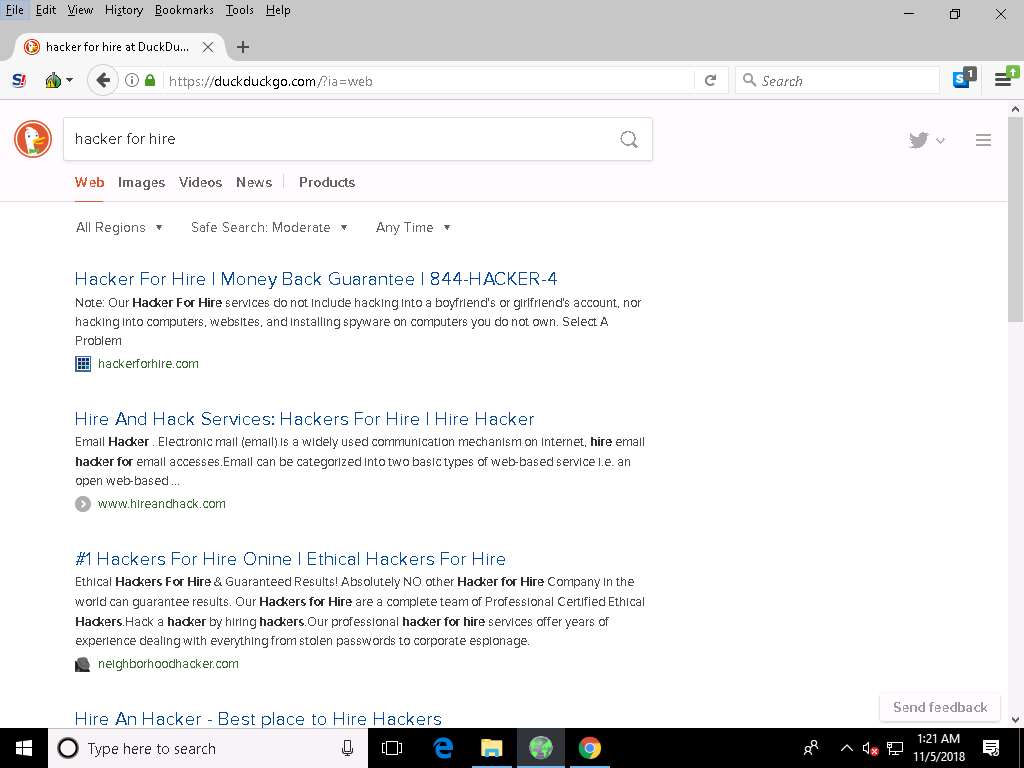 File Edit View History Bookmarks Tools Help
hacker for hire at DuckDu...
S!
https://duckduckgo.com/?ia=web
Search
S 1
hacker for hire
Web Images Videos News Products
All Regions Safe Search: Moderate Any Time
Hacker For Hire | Money Back Guarantee | 844-HACKER-4
Note: Our Hacker For Hire services do not include hacking into a boyfriend's or girlfriend's account, nor
hacking into computers, websites, and installing spyware on computers you do not own. Select A
Problem
hackerforhire.com
Hire And Hack Services: Hackers For Hire | Hire Hacker
Email Hacker . Electronic mail (email) is a widely used communication mechanism on internet, hire email
hacker for email accesses.Email can be categorized into two basic types of web-based service i.e. an
open web-based ...
www.hireandhack.com
#1 Hackers For Hire Onine | Ethical Hackers For Hire
Ethical Hackers For Hire & Guaranteed Results! Absolutely NO other Hacker for Hire Company in the
world can guarantee results. Our Hackers for Hire are a complete team of Professional Certified Ethical
Hackers.Hack a hacker by hiring hackers.Our professional hacker for hire services offer years of
experience dealing with everything from stolen passwords to corporate espionage.
neighborhoodhacker.com
Hire An Hacker - Best place to Hire Hackers
Send feedback
Type here to search
1:21 AM
11/5/2018